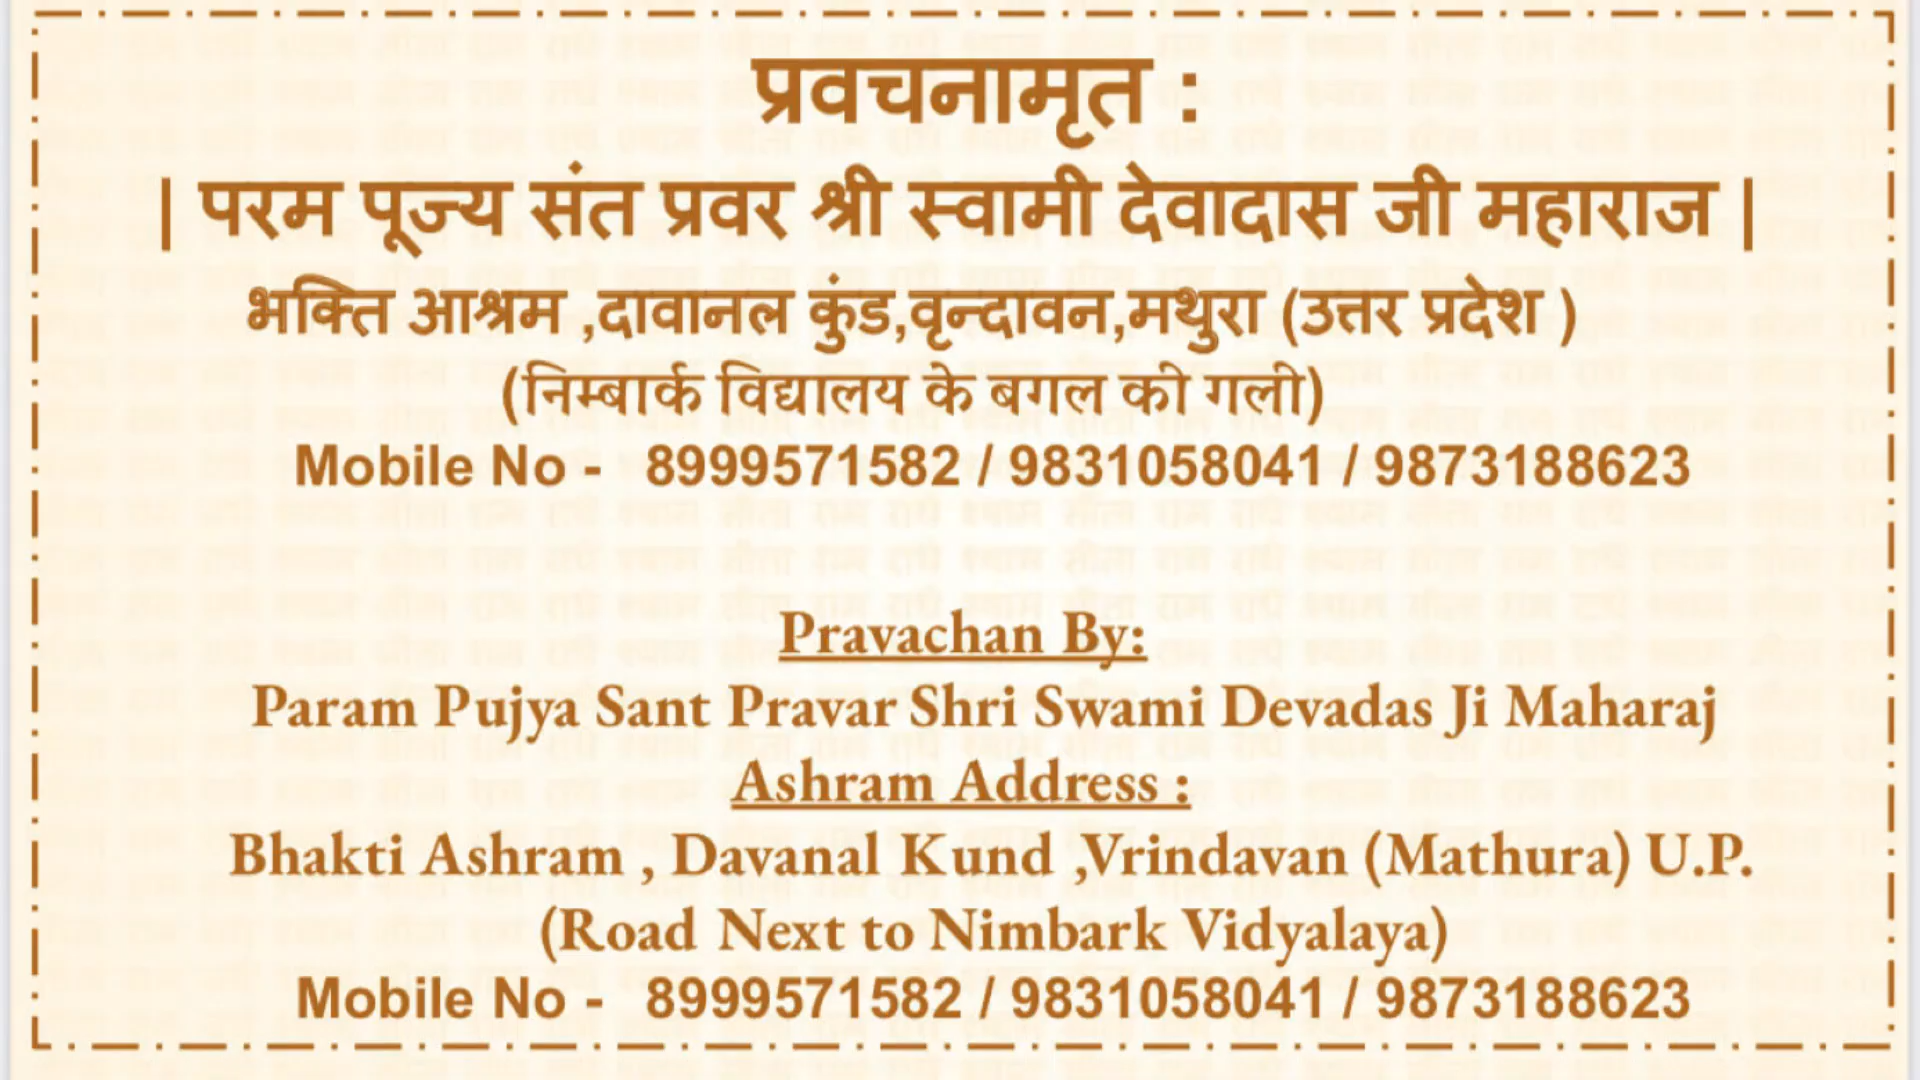 प्रवचनामृत :
| परम पूज्य संत प्रवर श्री स्वामी देवादास जी महाराज |
भक्ति आश्रम ,दावानल कुंड,वृन्दावन,मथुरा (उत्तर प्रदेश )
(निम्बार्क विद्यालय के बगल की गली)
Mobile No - 8999571582 / 9831058041 / 9873188623
Pravachan By:
Param Pujya Sant Pravar Shri Swami Devadas Ji Maharaj
Ashram Address :
Bhakti Ashram , Davanal Kund ,Vrindavan (Mathura) U.P.
(Road Next to Nimbark Vidyalaya)
Mobile No - 8999571582 / 9831058041 / 9873188623